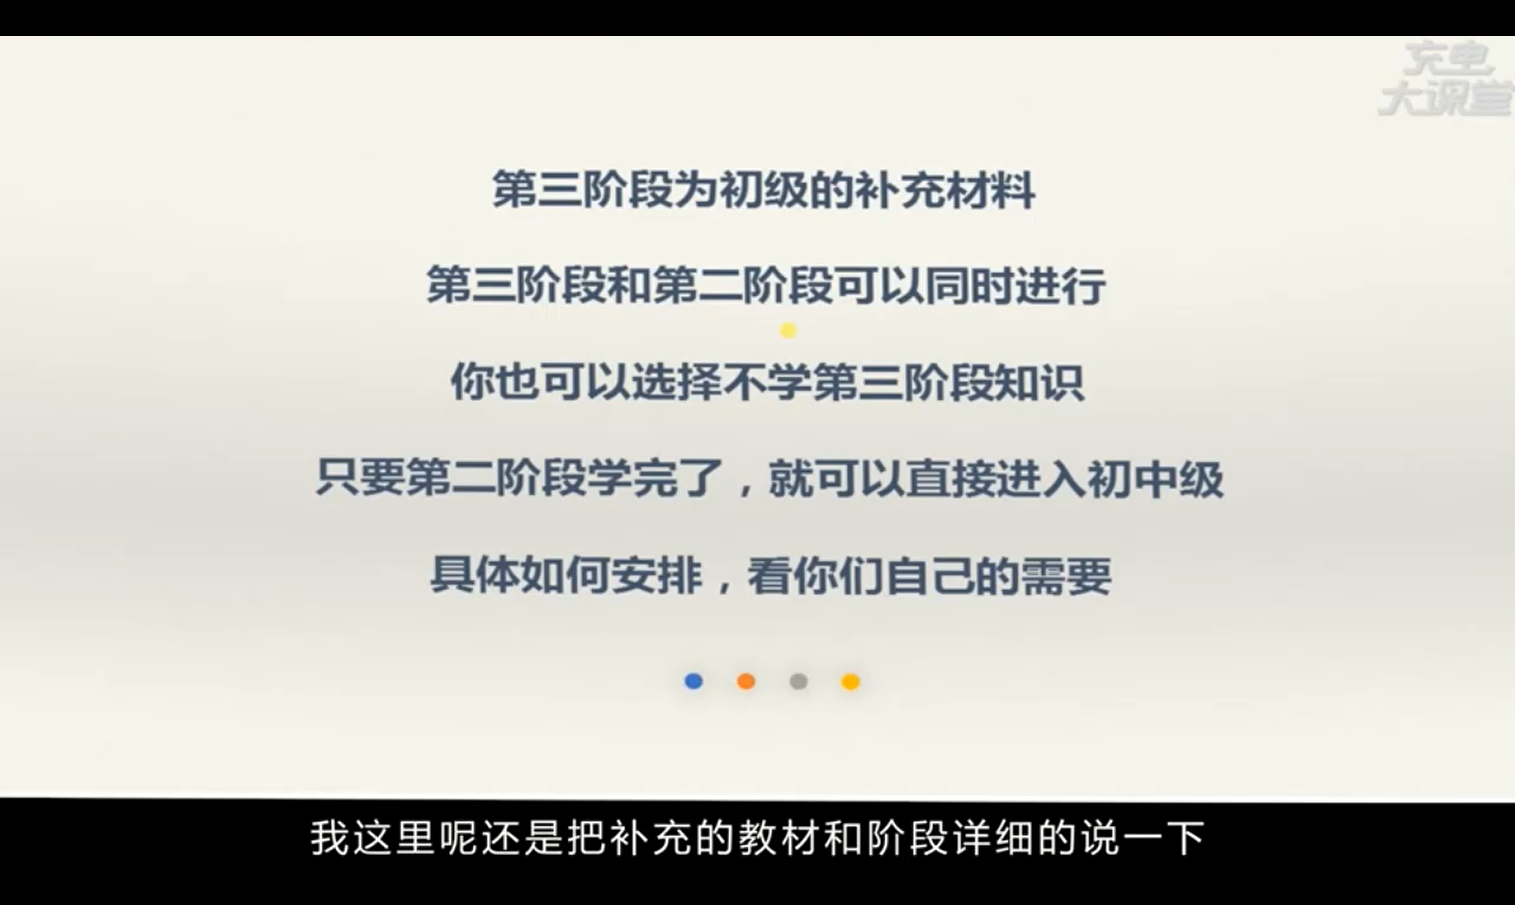 充电
大课堂
第三阶段为初级的补充材料
第三阶段和第二阶段可以同时进行
你也可以选择不学第三阶段知识
只要第二阶段学完了，就可以直接进入初中级
具体如何安排，看你们自己的需要
我这里呢还是把补充的教材和阶段详细的说一下